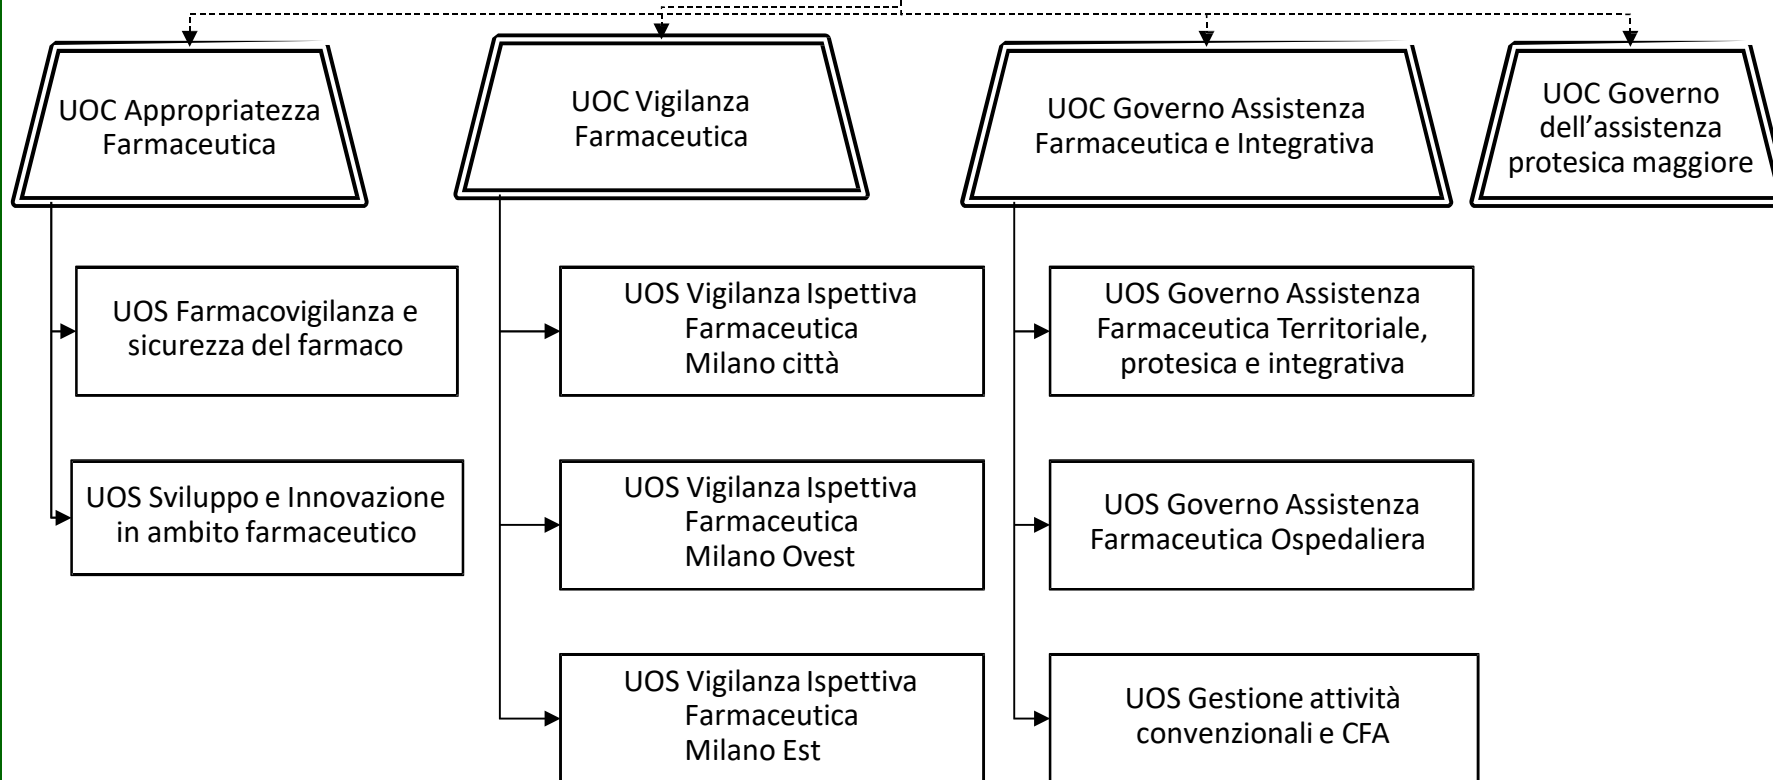 UOC Appropriatezza
Farmaceutica
UOC Vigilanza
Farmaceutica
UOC Governo Assistenza
Farmaceutica e Integrativa
UOC Governo
dell’assistenza
protesica maggiore
UOS Farmacovigilanza e
sicurezza del farmaco
UOS Vigilanza Ispettiva
Farmaceutica
Milano città
UOS Governo Assistenza
Farmaceutica Territoriale,
protesica e integrativa
UOS Sviluppo e Innovazione
in ambito farmaceutico
UOS Vigilanza Ispettiva
Farmaceutica
Milano Ovest
UOS Governo Assistenza
Farmaceutica Ospedaliera
UOS Vigilanza Ispettiva
Farmaceutica
Milano Est
UOS Gestione attività
convenzionali e CFA